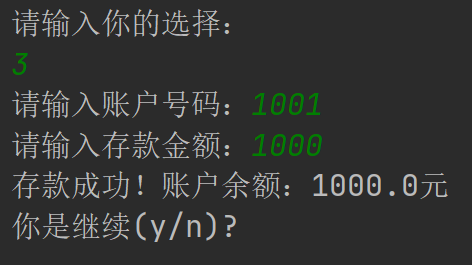 请输入你的选择：
3
请输入账户号码：1001
请输入存款金额：1000
存款成功！账户余额：1000.0元
你是继续(y/n)?